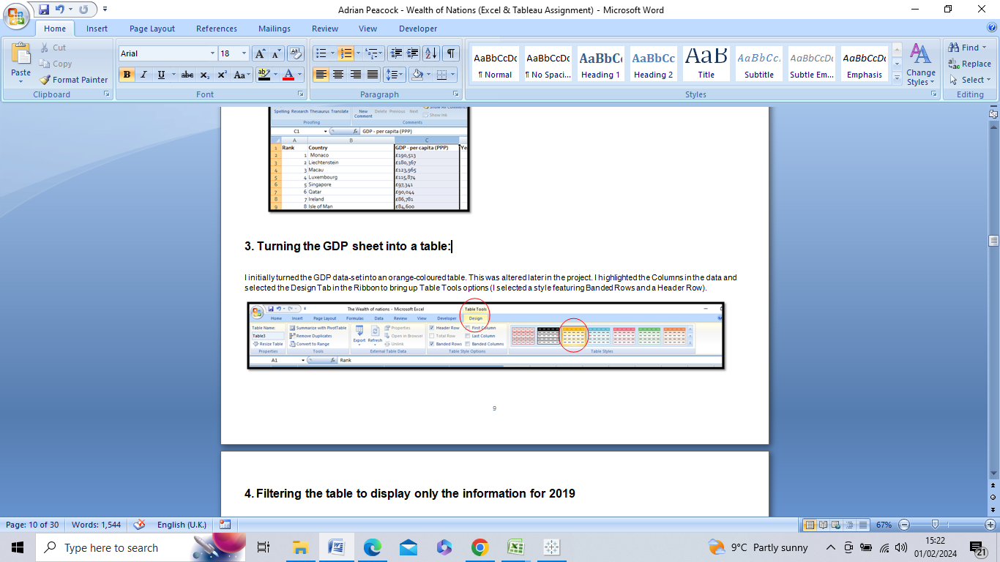 Adrian Peacock - Wealth of Nations (Excel & Tableau Assignment) - Microsoft Word
Home Insert Page Layout References Mailings Review View Developer
Paste
Cut
Copy
Format Painter
Clipboard
Arial 18
B I U abc x₂ x² Aa
Font
Paragraph
AaBbCcDc AaBbCcDc AaBbC AaBbCc AaB AaBbCc. AaBbCcDc AaBbCcDc
¶ Normal ¶ No Spaci... Heading 1 Heading 2 Title Subtitle Subtle Em... Emphasis
Change Styles
Styles
Find
Replace
Select
Editing
Spelling Research Thesaurus Translate New Comment Delete Previous Next Show Ink
Proofing Comments
C1 fx GDP - per capita (PPP)
A B C
1 Rank Country GDP - per capita (PPP) Ye
2 1 Monaco £190,513
3 2 Liechtenstein £180,367
4 3 Macau £123,965
5 4 Luxembourg £115,874
6 5 Singapore £97,341
7 6 Qatar £90,044
8 7 Ireland £86,781
9 8 Isle of Man £84,600
3. Turning the GDP sheet into a table:
I initially turned the GDP data-set into an orange-coloured table. This was altered later in the project. I highlighted the Columns in the data and
selected the Design Tab in the Ribbon to bring up Table Tools options (I selected a style featuring Banded Rows and a Header Row).
The Wealth of nations - Microsoft Excel Table Tools
Home Insert Page Layout Formulas Data Review View Developer Design
Table Name: Summarize with PivotTable Properties Header Row First Column
Table3 Remove Duplicates Export Refresh Open in Browser Total Row Last Column
Resize Table Convert to Range Unlink Banded Rows Banded Columns
Properties Tools External Table Data Table Style Options Table Styles
A1 fx Rank
9
4. Filtering the table to display only the information for 2019
Page: 10 of 30 Words: 1,544 English (U.K.) 67%
Type here to search
9°C Partly sunny
15:22
01/02/2024
21